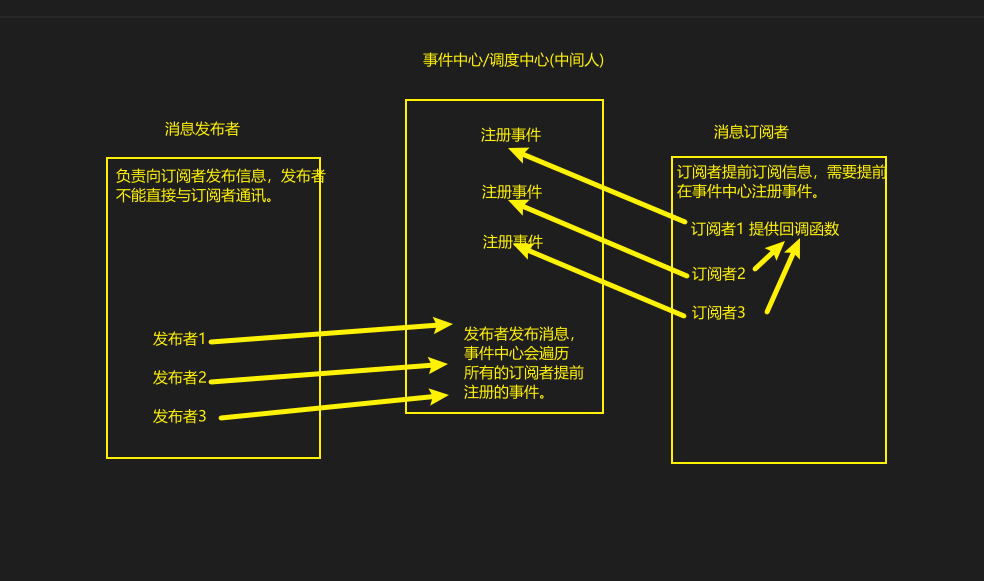 事件中心/调度中心(中间人)
消息发布者
负责向订阅者发布信息，发布者
不能直接与订阅者通讯。
发布者1
发布者2
发布者3
注册事件
注册事件
注册事件
发布者发布消息，
事件中心会遍历
所有的订阅者提前
注册的事件。
消息订阅者
订阅者提前订阅信息，需要提前
在事件中心注册事件。
订阅者1 提供回调函数
订阅者2
订阅者3